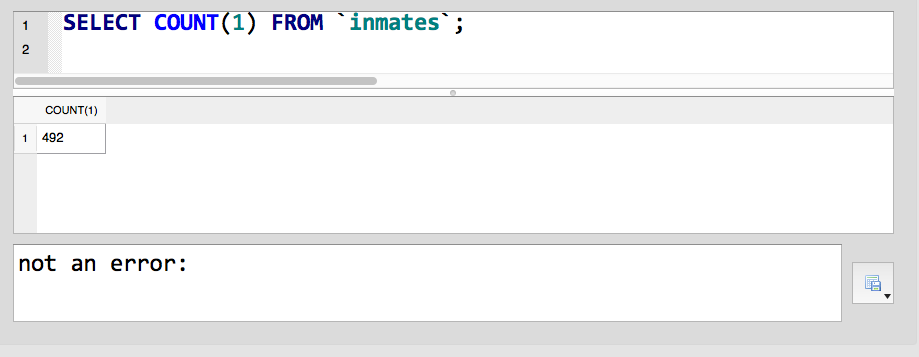 1 SELECT COUNT(1) FROM `inmates`;
2
COUNT(1)
1 492
not an error: